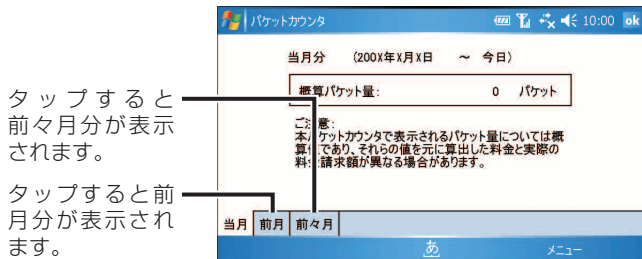 パケットカウンタ 10:00 ok
当月分 (200X年X月X日 ~ 今日)
概算パケット量: 0 パケット
ご注意:
本パケットカウンタで表示されるパケット量については概
算値であり、それらの値を元に算出した料金と実際の
料金請求額が異なる場合があります。
当月 前月 前々月
あ メニュー
タップすると
前々月分が表示
されます。
タップすると前
月分が表示され
ます。